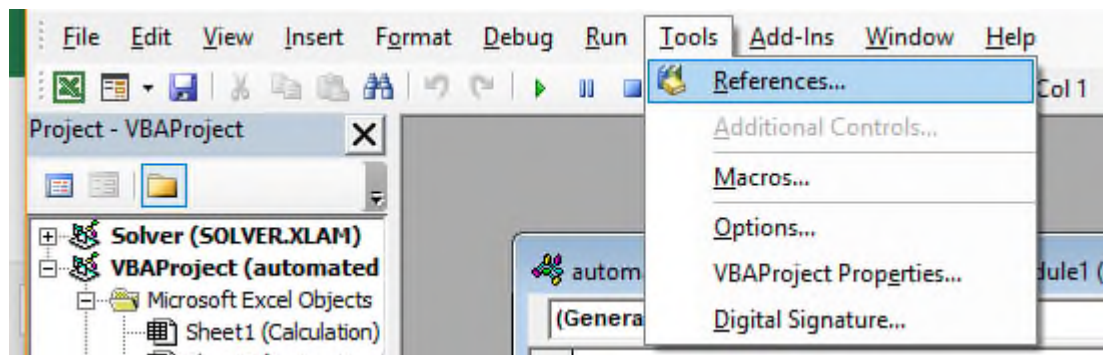 File Edit View Insert Format Debug Run Tools Add-Ins Window Help
References...
Col 1
Project - VBAProject
Additional Controls...
Macros...
Solver (SOLVER.XLAM)
Options...
VBAProject (automated
autom
VBAProject Properties...
dule1 (
Microsoft Excel Objects
Sheet1 (Calculation)
(Genera
Digital Signature...